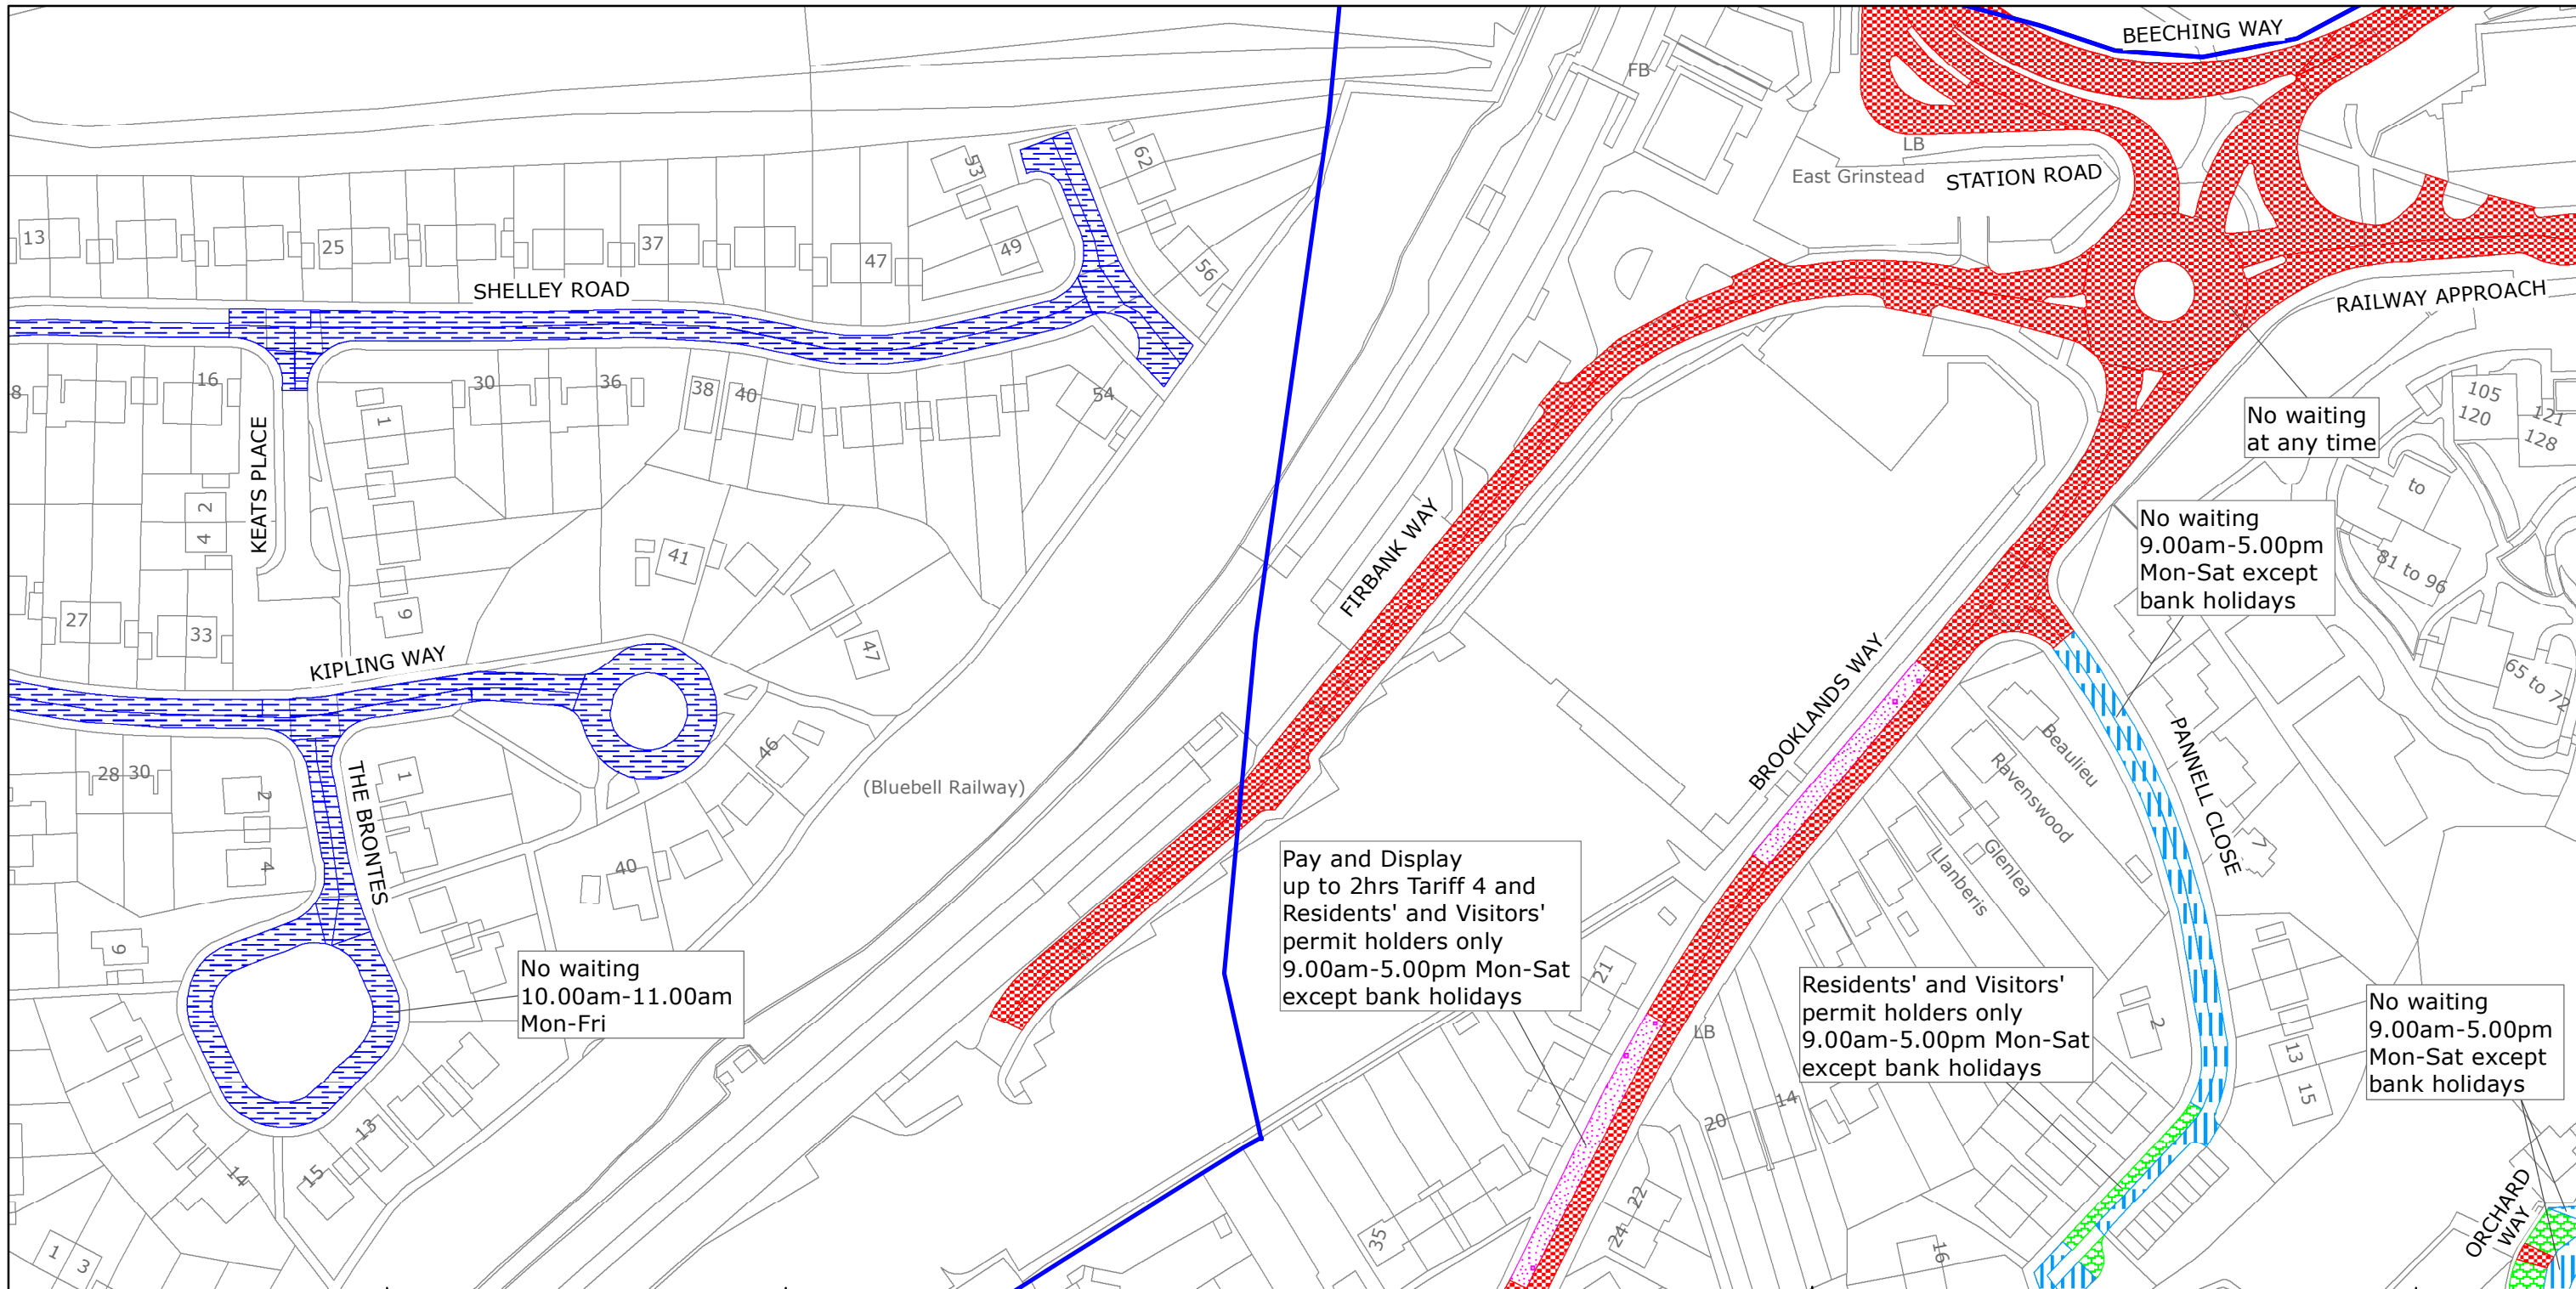 BEECHING WAY
FB
LB
East Grinstead
STATION ROAD
53
62
13
25
37
47
49
56
SHELLEY ROAD
RAILWAY APPROACH
8
16
30
36
38
40
54
1
KEATS PLACE
2
4
41
9
27
33
47
KIPLING WAY
FIRBANK WAY
105
120
121
128
No waiting
at any time
to
81 to 96
65 to 72
No waiting
9.00am-5.00pm
Mon-Sat except
bank holidays
BROOKLANDS WAY
PANNELL CLOSE
Beaulieu
Ravenswood
Glenlea
Llanberis
7
28
30
2
4
1
THE BRONTES
46
40
(Bluebell Railway)
Pay and Display
up to 2hrs Tariff 4 and
Residents' and Visitors'
permit holders only
9.00am-5.00pm Mon-Sat
except bank holidays
No waiting
10.00am-11.00am
Mon-Fri
Residents' and Visitors'
permit holders only
9.00am-5.00pm Mon-Sat
except bank holidays
No waiting
9.00am-5.00pm
Mon-Sat except
bank holidays
21
LB
2
13
15
20
14
13
15
14
1
3
35
22
24
16
ORCHARD
WAY